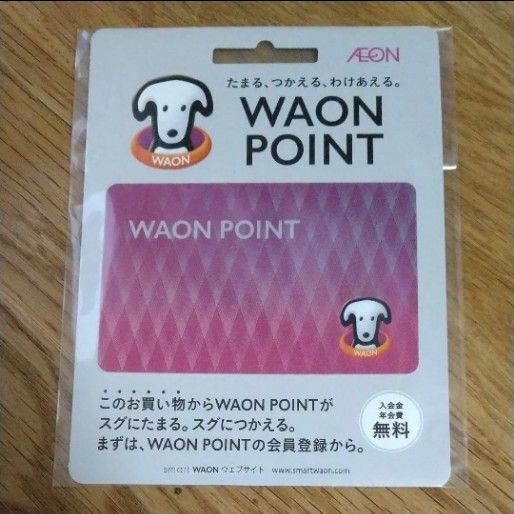 ÆON
たまる、つかえる、わけあえる。
WAON
POINT
WAON
WAON POINT
WAON
このお買い物からWAON POINTが
スグにたまる。スグにつかえる。
まずは、WAON POINTの会員登録から。
入会金
年会費
無料
smart WAON ウェブサイト www.smartwaon.com